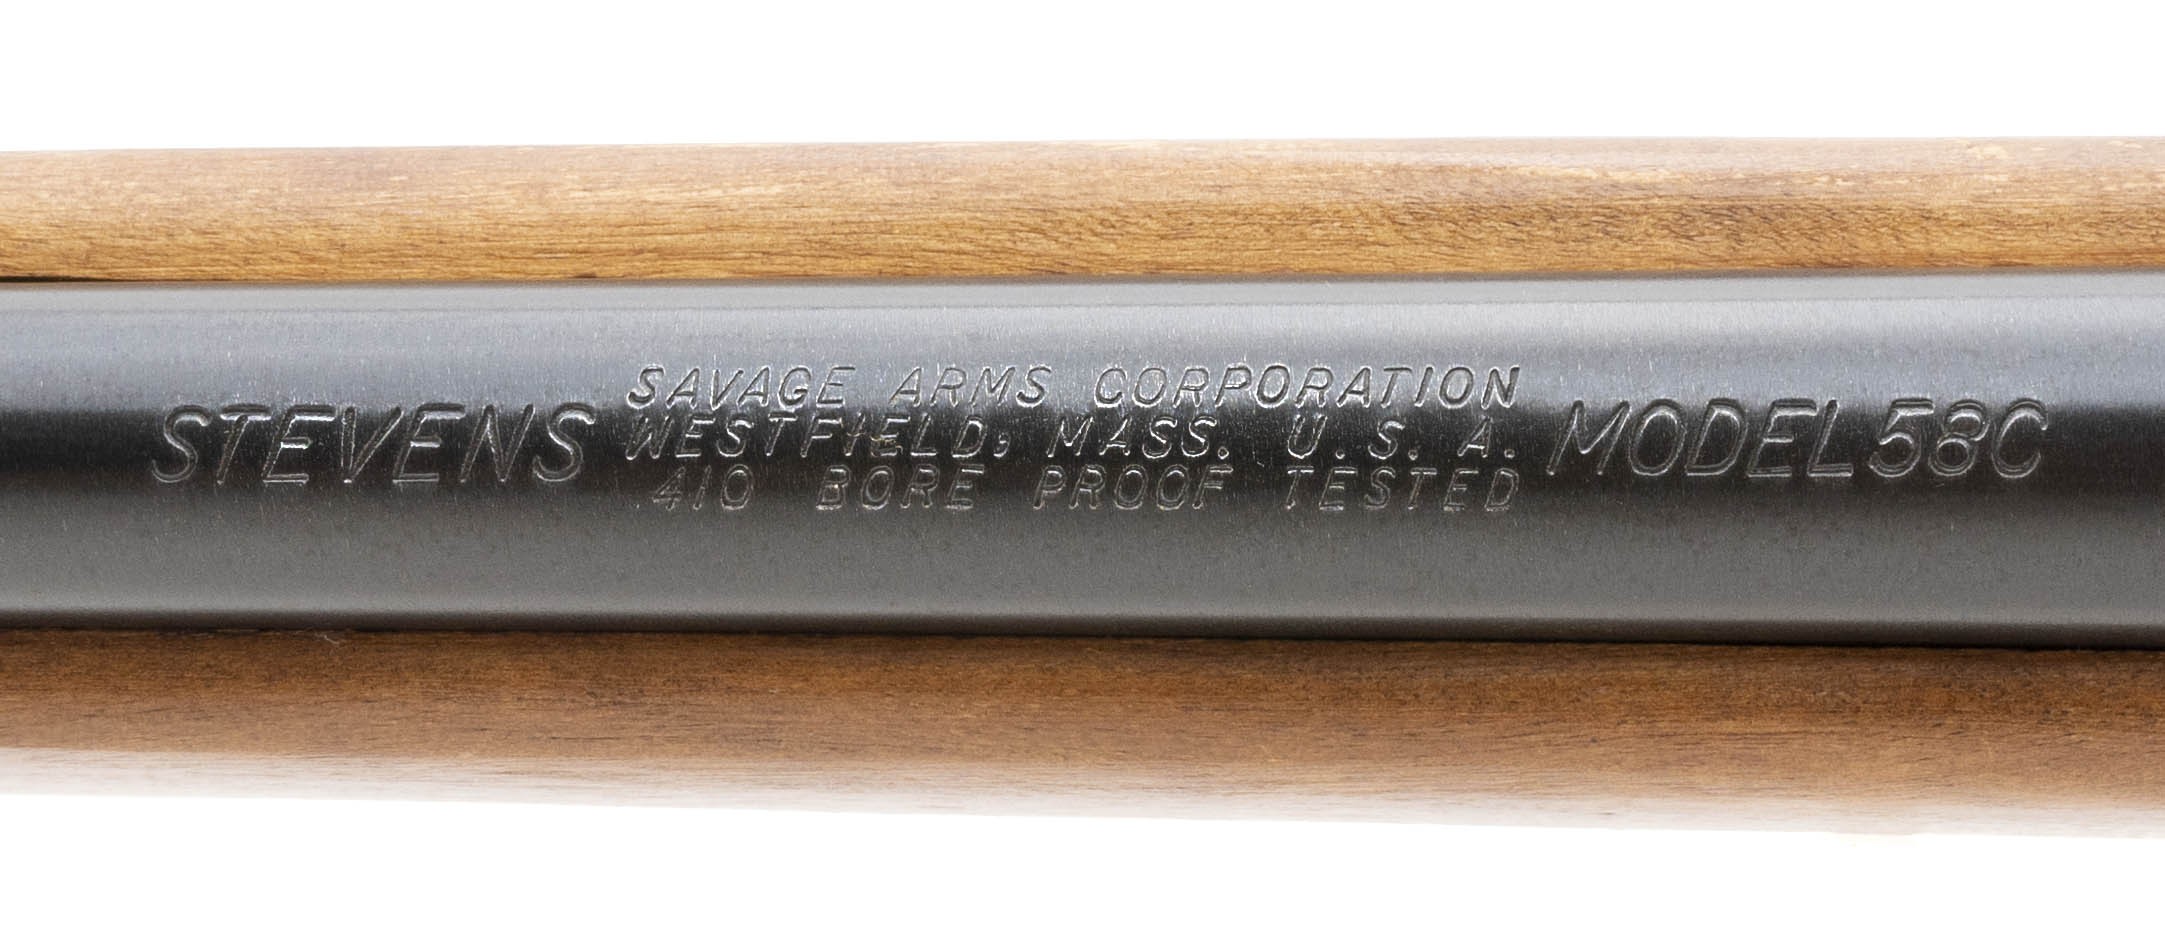 STEVENS
SAVAGE ARMS CORPORATION
WESTFIELD, MASS. U. S. A.
410 BORE PROOF TESTED
MODEL 58C